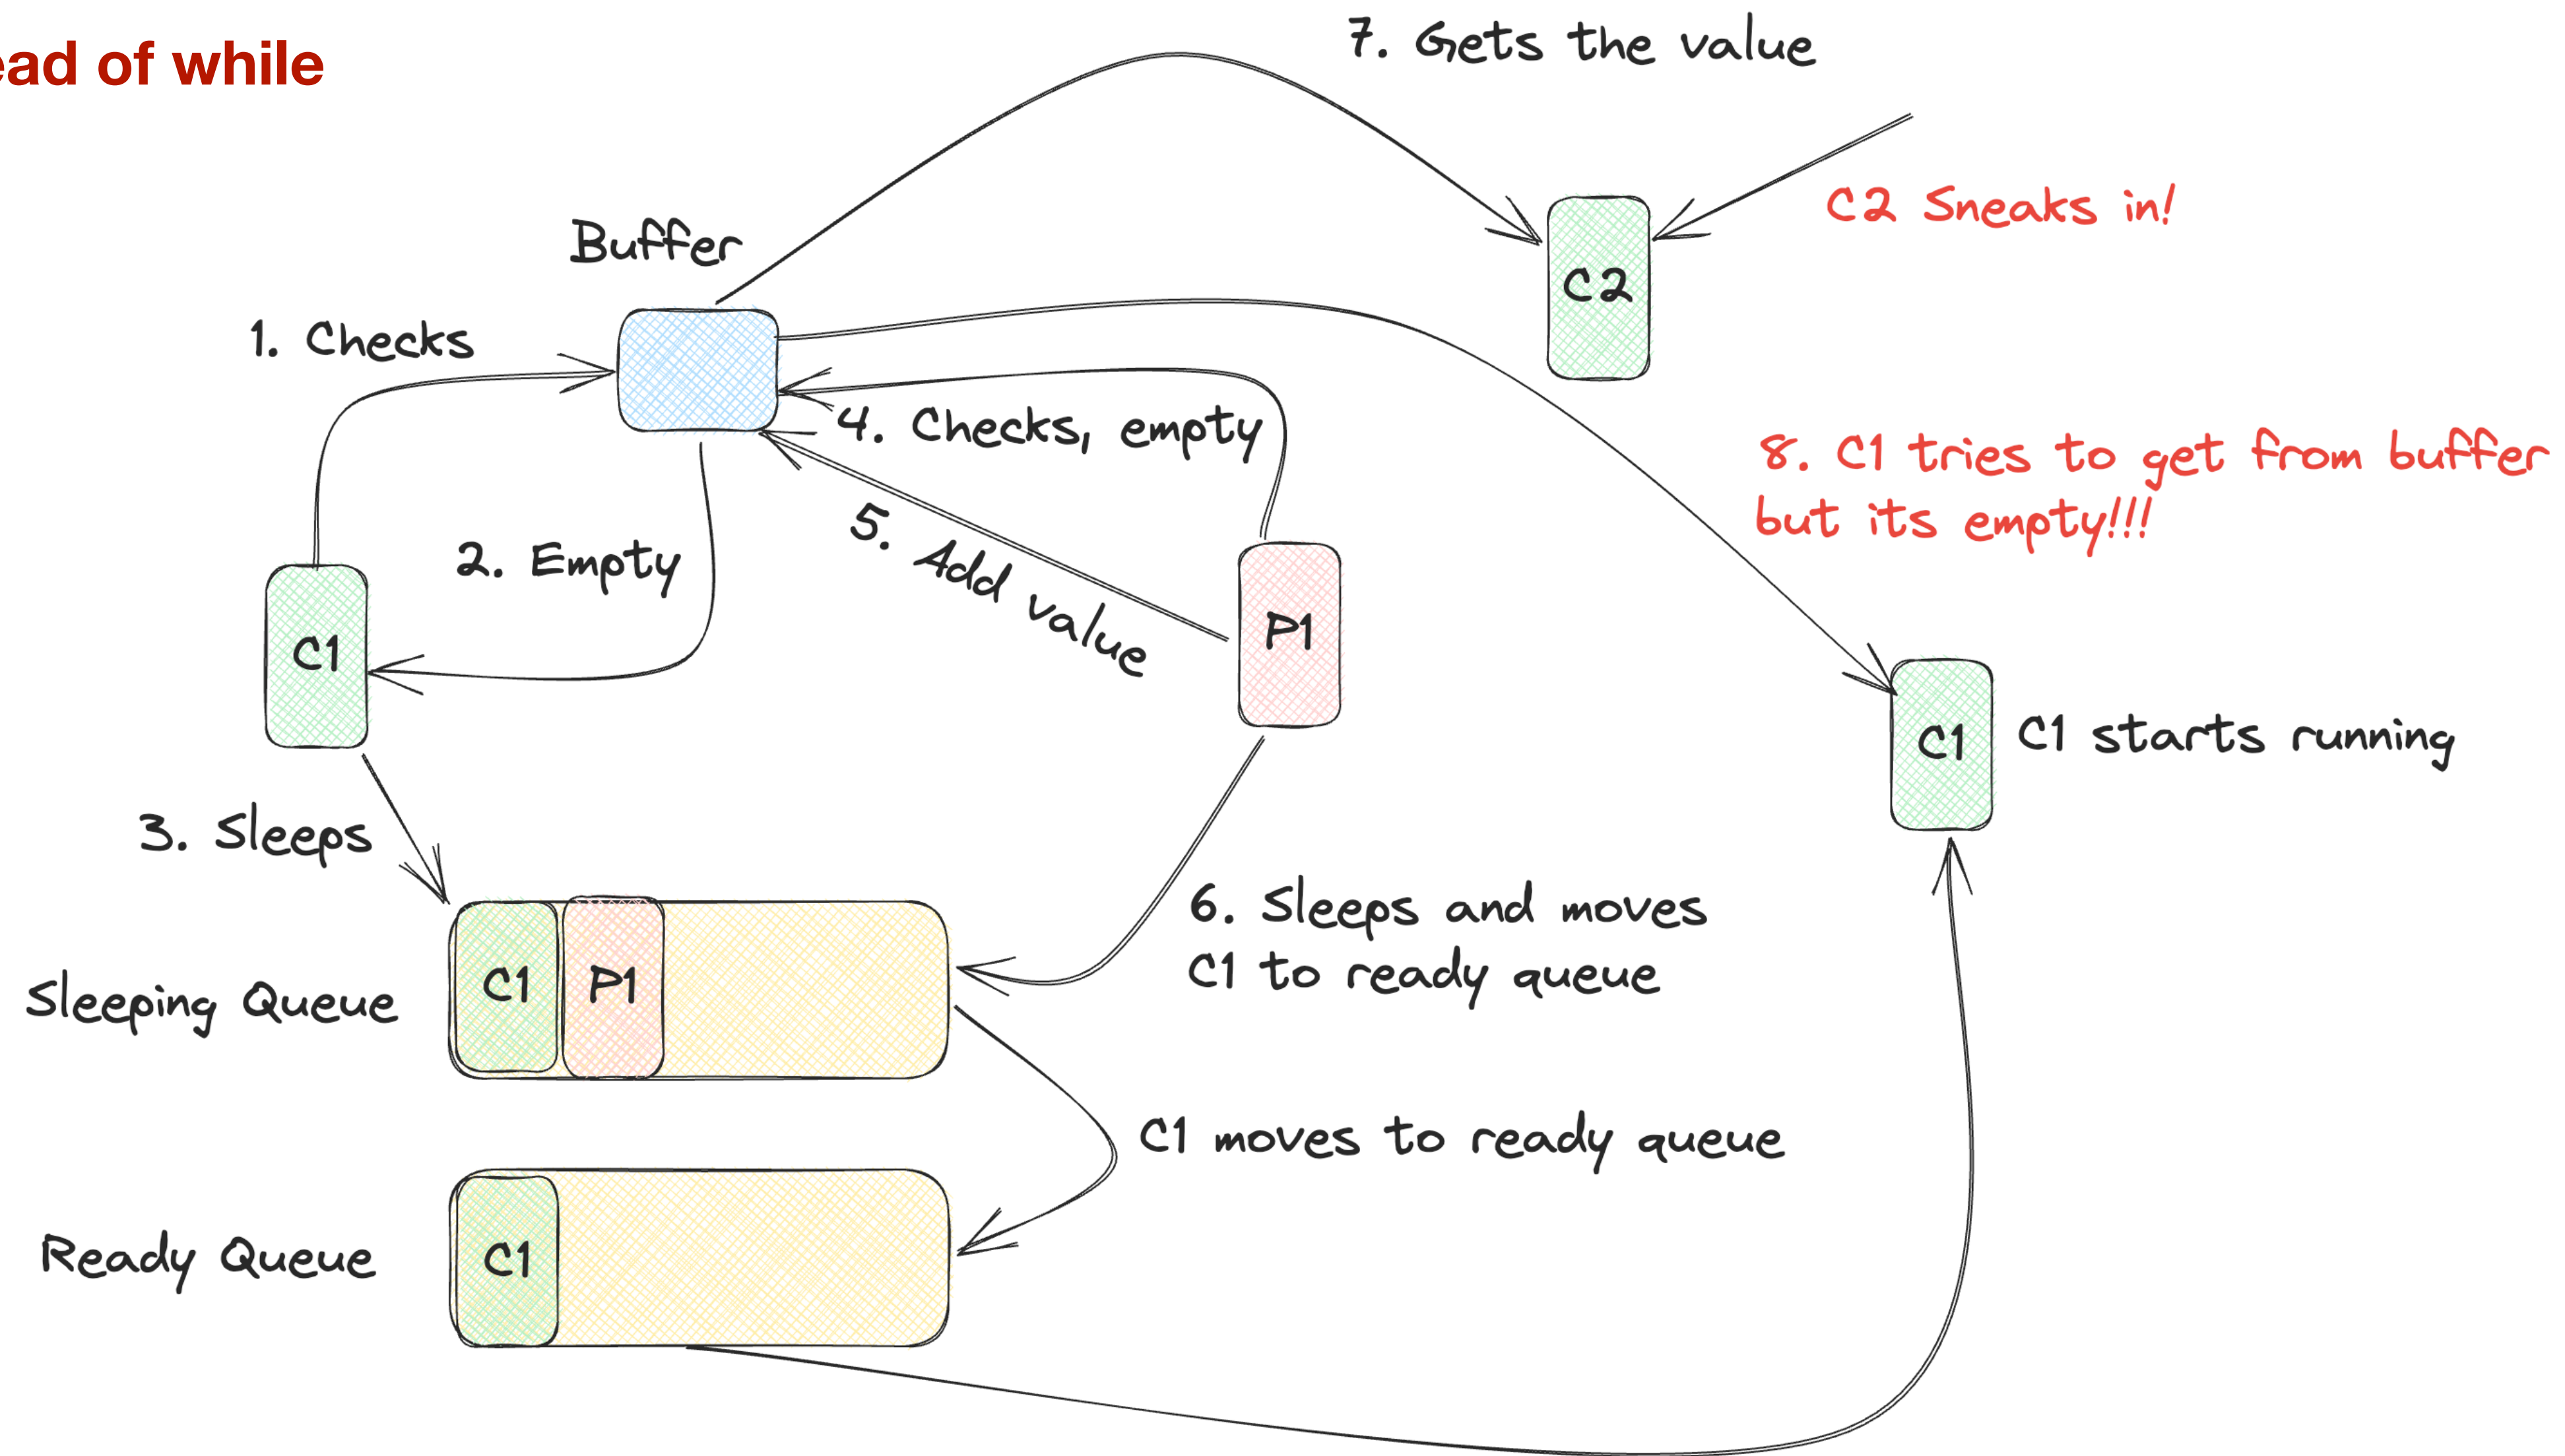 of while
7. Gets the value
C2 Sneaks in!
Buffer
C2
1. Checks
4. Checks, empty
8. C1 tries to get from buffer
but its empty!!!
2. Empty
5. Add value
P1
C1
C1
C1 starts running
3. Sleeps
6. Sleeps and moves
C1 to ready queue
C1
P1
Sleeping Queue
C1 moves to ready queue
C1
Ready Queue